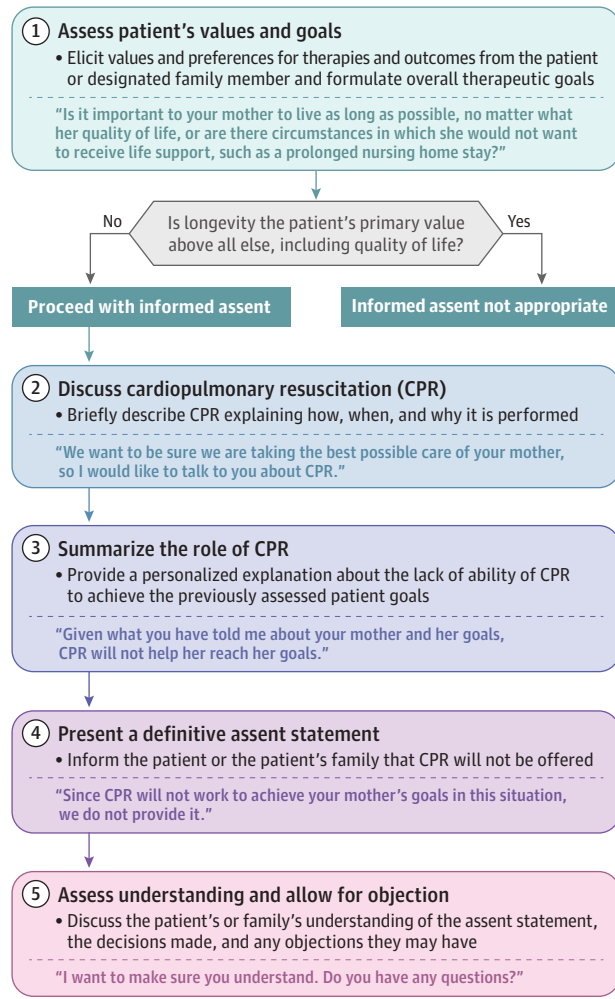 1 Assess patient's values and goals
• Elicit values and preferences for therapies and outcomes from the patient
or designated family member and formulate overall therapeutic goals
“Is it important to your mother to live as long as possible, no matter what
her quality of life, or are there circumstances in which she would not want
to receive life support, such as a prolonged nursing home stay?”
Is longevity the patient's primary value
above all else, including quality of life?
No
Yes
Proceed with informed assent
Informed assent not appropriate
2 Discuss cardiopulmonary resuscitation (CPR)
• Briefly describe CPR explaining how, when, and why it is performed
“We want to be sure we are taking the best possible care of your mother,
so I would like to talk to you about CPR.”
3 Summarize the role of CPR
• Provide a personalized explanation about the lack of ability of CPR
to achieve the previously assessed patient goals
“Given what you have told me about your mother and her goals,
CPR will not help her reach her goals.”
4 Present a definitive assent statement
• Inform the patient or the patient's family that CPR will not be offered
“Since CPR will not work to achieve your mother's goals in this situation,
we do not provide it.”
5 Assess understanding and allow for objection
• Discuss the patient's or family's understanding of the assent statement,
the decisions made, and any objections they may have
“I want to make sure you understand. Do you have any questions?”